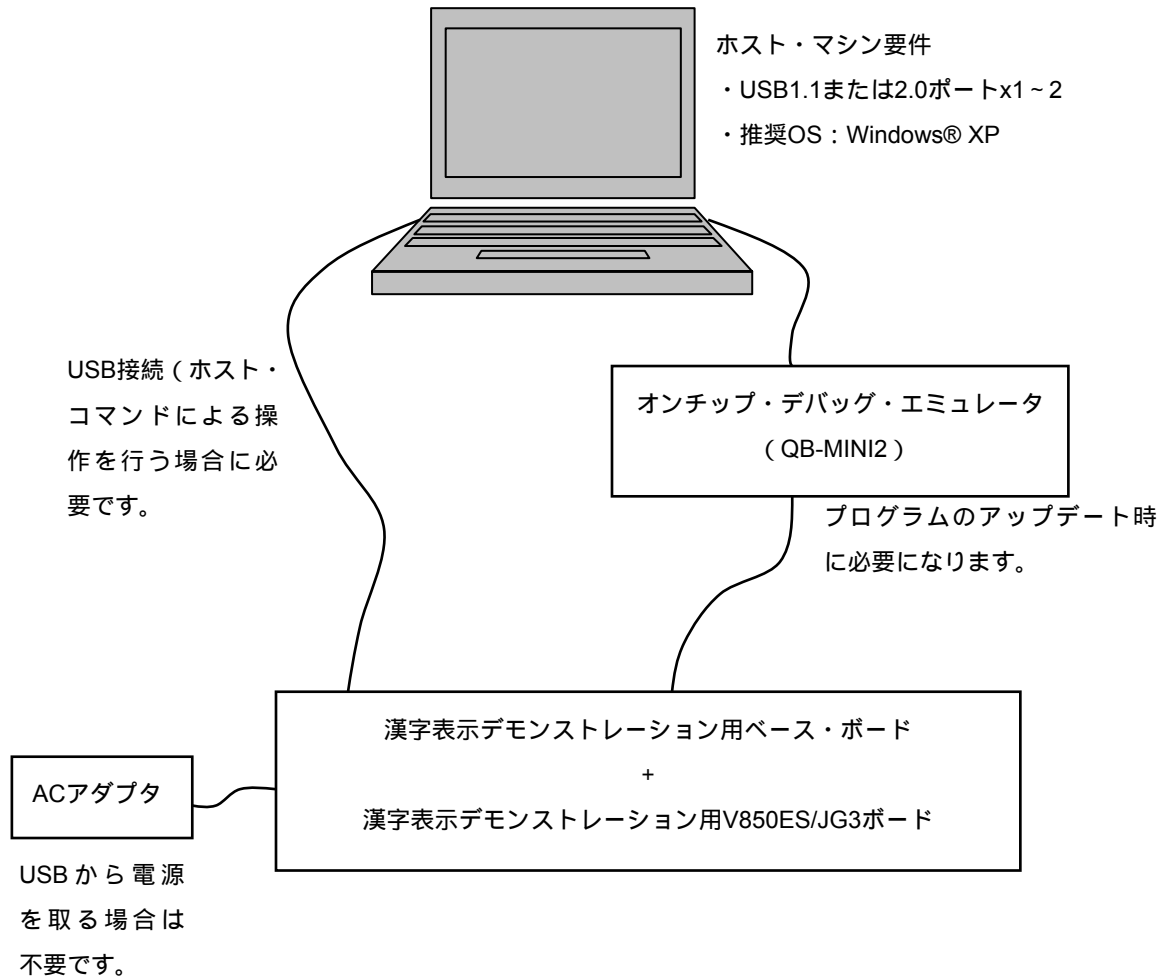 ホスト・マシン要件
・USB1.1または2.0ポートx1~2
・推奨OS:Windows® XP
USB接続(ホスト・
コマンドによる操
作を行う場合に必
要です。
オンチップ・デバッグ・エミュレータ
(QB-MINI2)
プログラムのアップデート時
に必要になります。
漢字表示デモンストレーション用ベース・ボード
+
漢字表示デモンストレーション用V850ES/JG3ボード
ACアダプタ
USBから電源
を取る場合は
不要です。